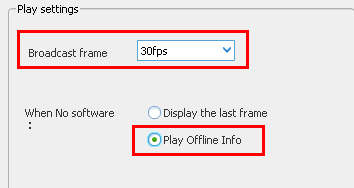 Play settings
Broadcast frame 30fps
When No software Display the last frame
:
Play Offline Info